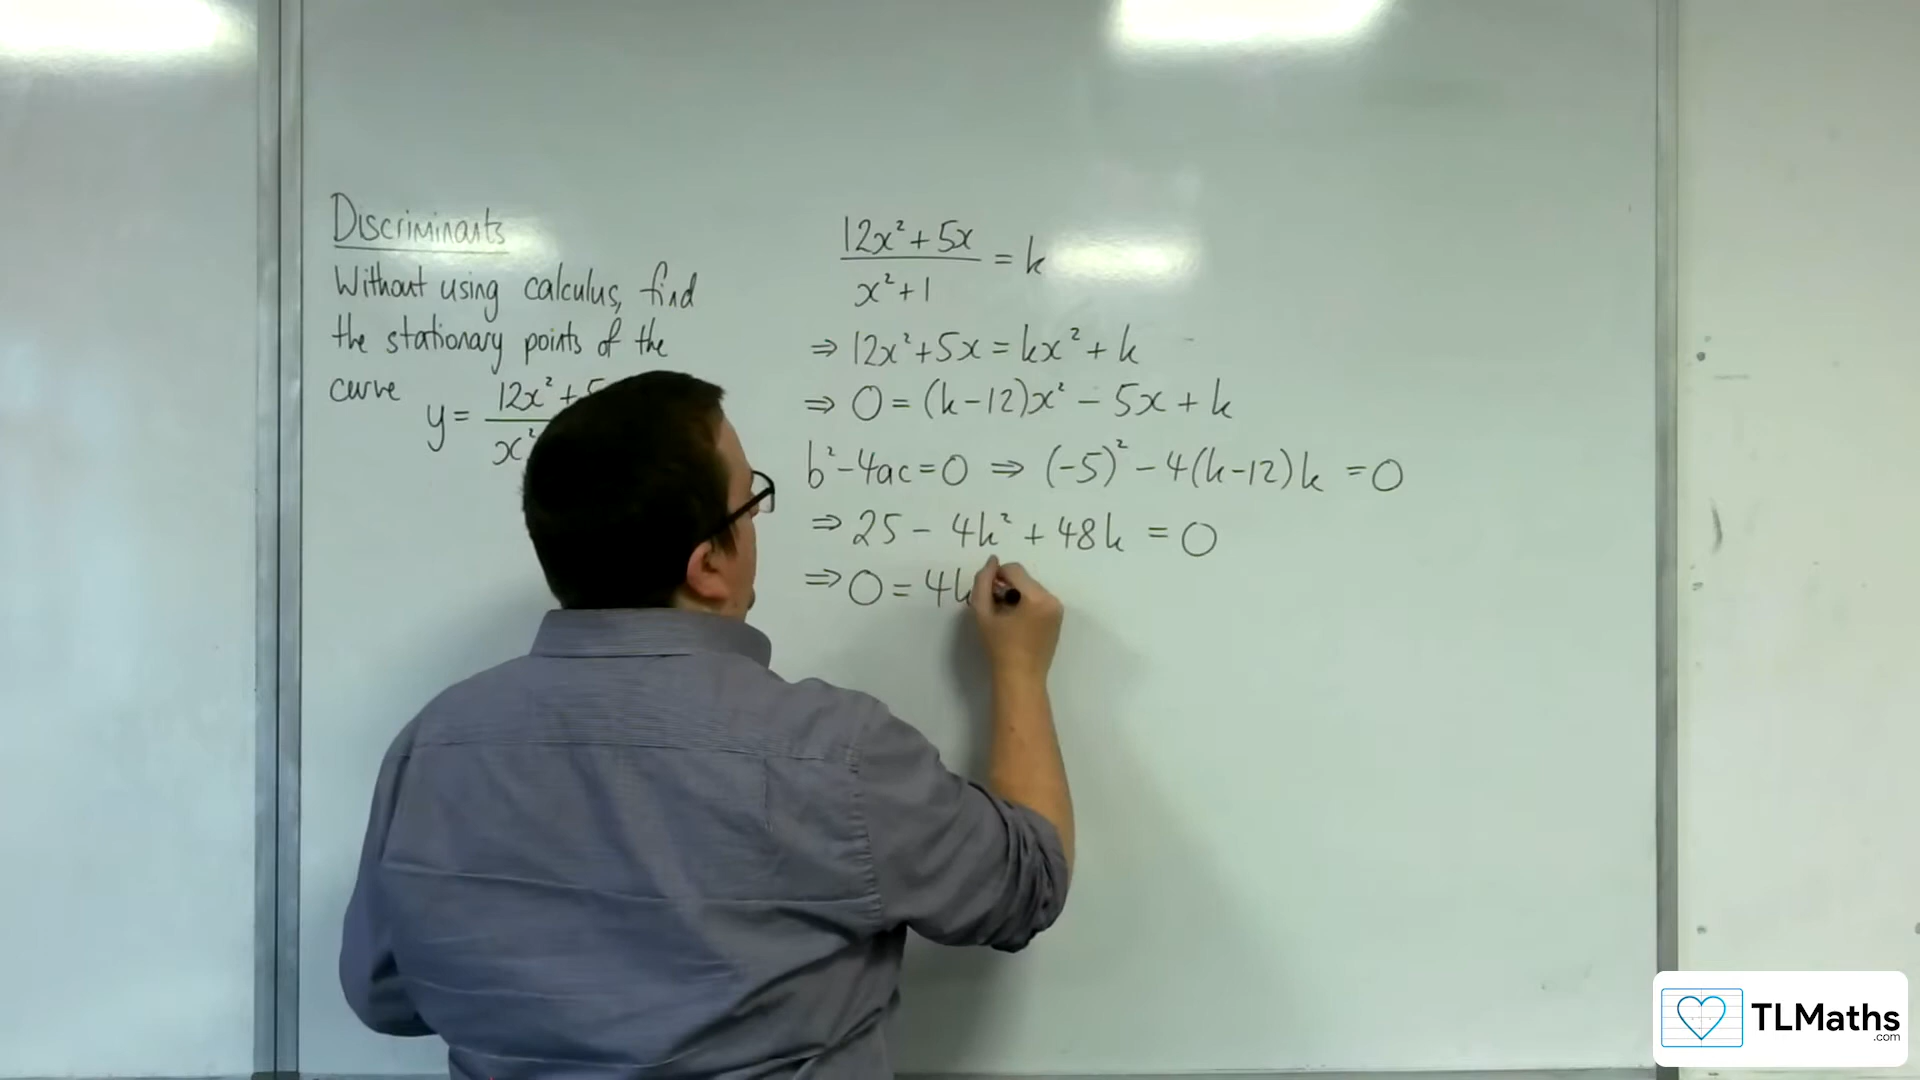 Discriminants
Without using calculus, find
the stationary points of the
curve y = 12x² + 5
x²
12x² + 5x
x² + 1
= k
⇒ 12x² + 5x = kx² + k
⇒ 0 = (k-12)x² - 5x + k
b² - 4ac = 0 ⇒ (-5)² - 4(k-12)k = 0
⇒ 25 - 4k² + 48k = 0
⇒ 0 = 4k
TLMaths
.com